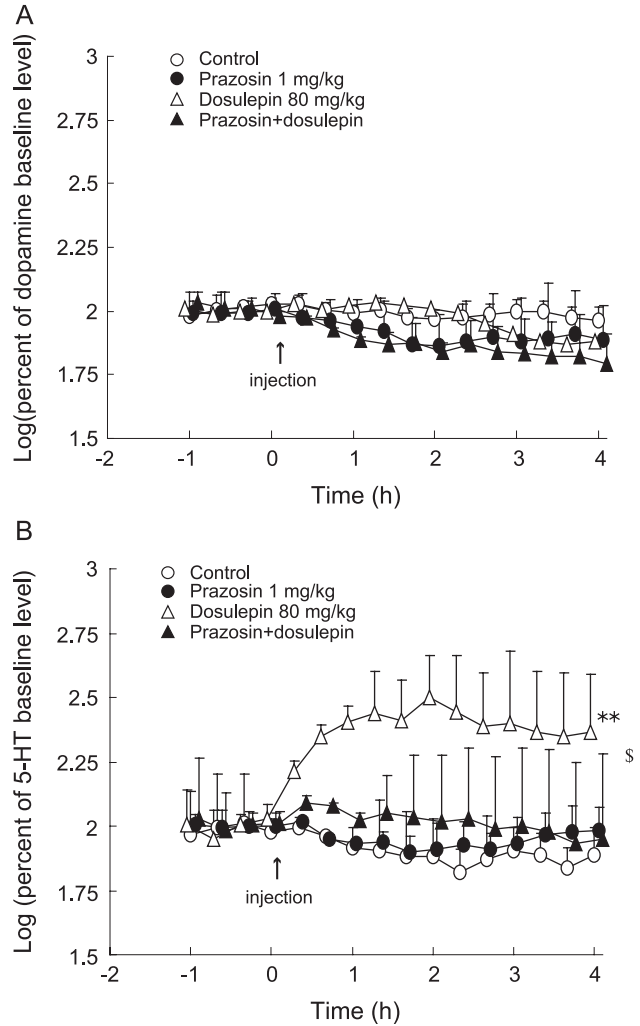 A
Log(percent of dopamine baseline level)
3
2.75
2.5
2.25
2
1.75
1.5
Control
Prazosin 1 mg/kg
Dosulepin 80 mg/kg
Prazosin+dosulepin
injection
-2 -1 0 1 2 3 4
Time (h)
B
Log (percent of 5-HT baseline level)
3
2.75
2.5
2.25
2
1.75
1.5
Control
Prazosin 1 mg/kg
Dosulepin 80 mg/kg
Prazosin+dosulepin
**
$
injection
-2 -1 0 1 2 3 4
Time (h)